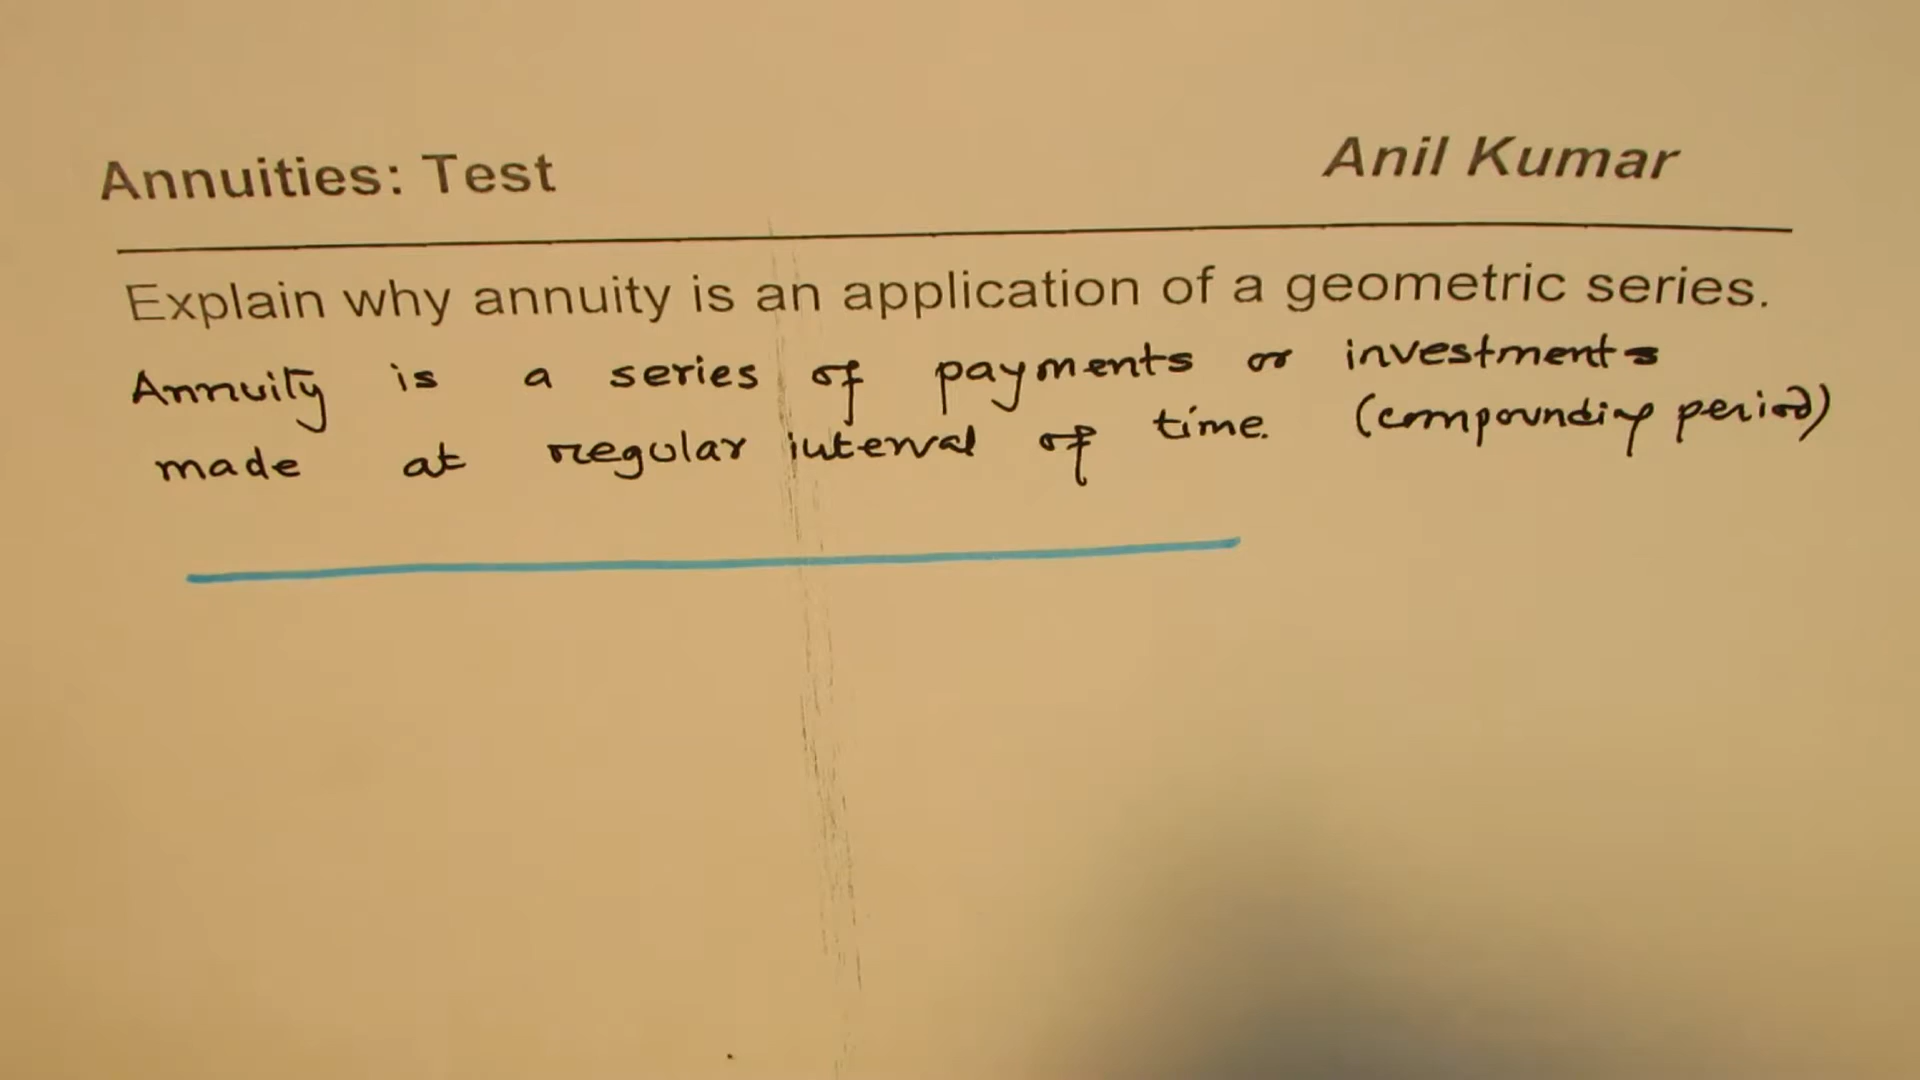 Annuities: Test
Anil Kumar
Explain why annuity is an application of a geometric series.
Annuity is a series of payments or investments
made at regular interval of time. (compounding period)